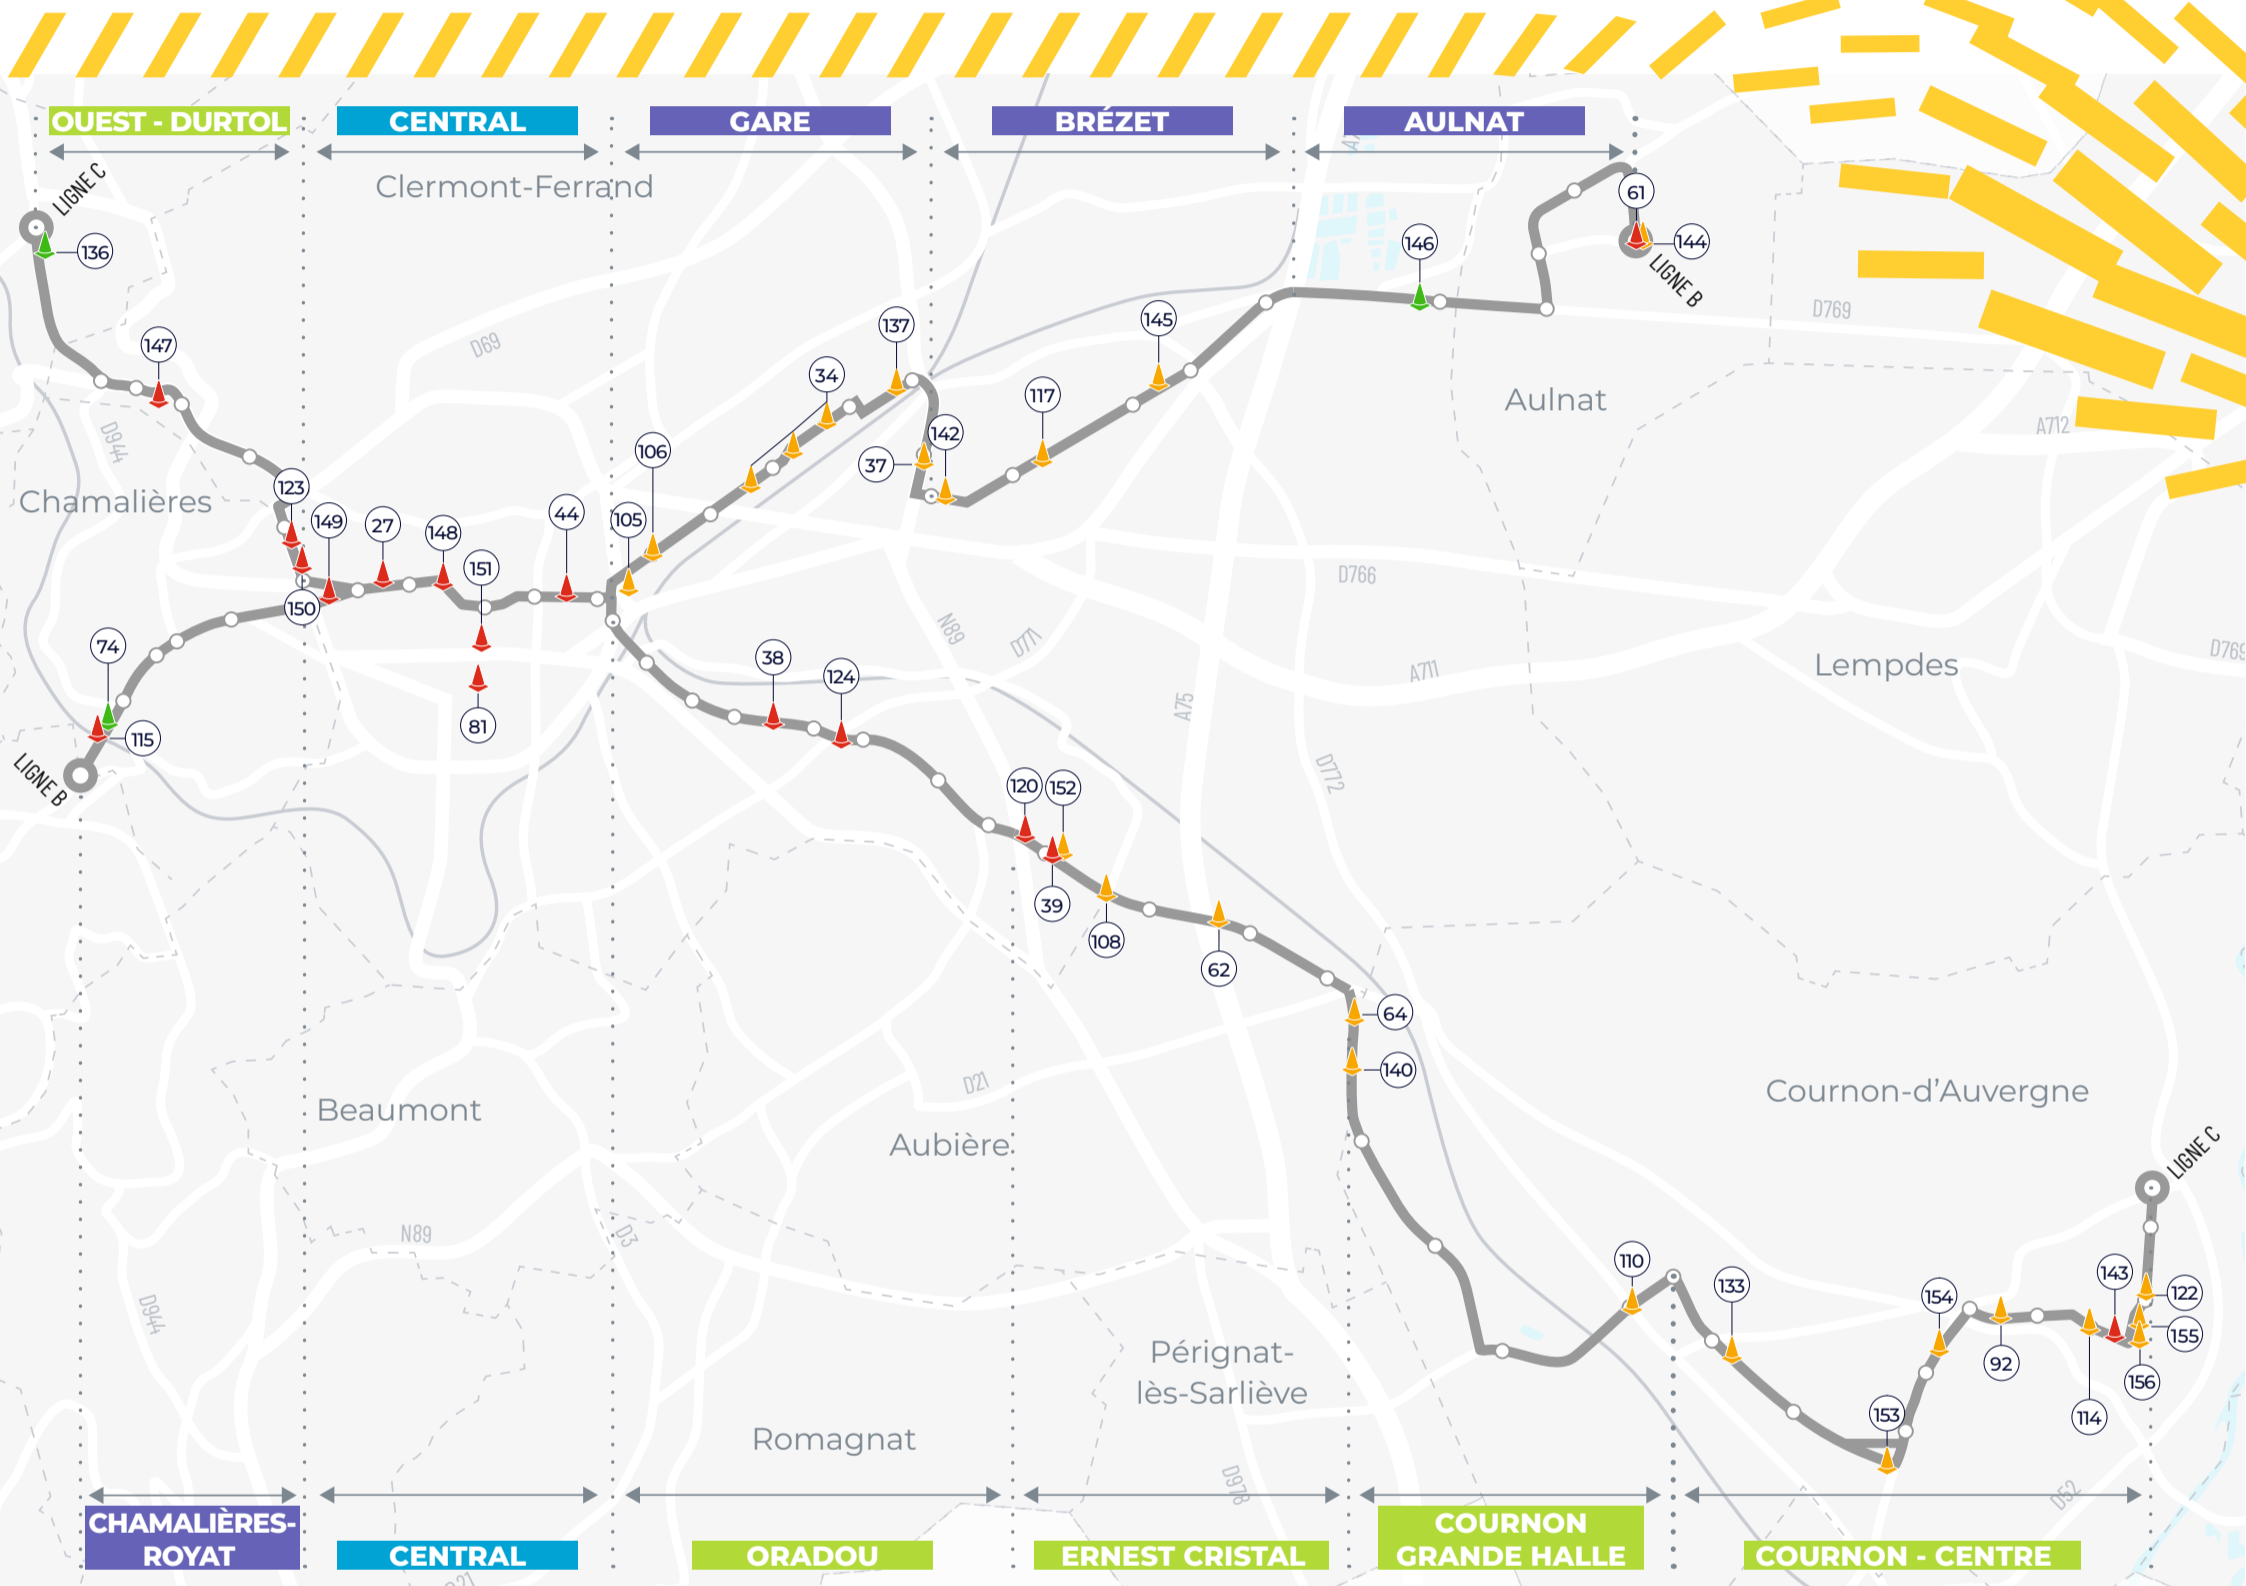 OUEST - DURTOL
CENTRAL
GARE
BRÉZET
AULNAT
LIGNE C
Clermont-Ferrand
61
136
146
144
LIGNE B
D769
147
D69
137
145
34
117
Aulnat
A712
D944
106
142
37
Chamalières
123
149
27
148
44
105
151
D766
150
N89
D771
74
38
124
A711
Lempdes
D769
A75
81
115
LIGNE B
D772
120
152
39
108
62
64
140
D21
Beaumont
Aubière
Cournon-d'Auvergne
LIGNE C
N89
D3
110
133
143
122
154
155
D944
Pérignat-
lès-Sarliève
92
156
114
153
Romagnat
D978
D52
CHAMALIÈRES-
ROYAT
CENTRAL
ORADOU
ERNEST CRISTAL
COURNON
GRANDE HALLE
COURNON - CENTRE